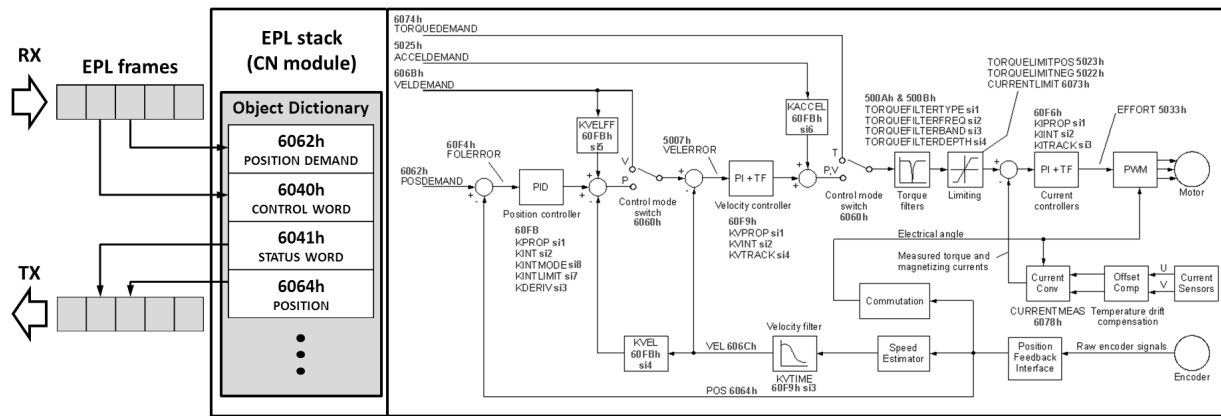 RX
EPL frames
TX
EPL stack
(CN module)
Object Dictionary
6062h
POSITION DEMAND
6040h
CONTROL WORD
6041h
STATUS WORD
6064h
POSITION
6074h
TORQUEDEMAND
5025h
ACCELDEMAND
606Bh
VELDEMAND
60F4h
FOLERROR
6062h
POSDEMAND
+
-
PID
Position controller
60FB
KPROP si1
KINT si2
KINTMODE si8
KINTLIMIT si7
KDERIV si3
KVELFF
60FBh
si5
+
+
-
V
P
Control mode
switch
6060h
5007h
VELERROR
+
-
PI + TF
Velocity controller
60F9h
KVPROP si1
KVINT si2
KVTRACK si4
KACCEL
60FBh
si6
+
+
T
P,V
Control mode
switch
6060h
500Ah & 500Bh
TORQUEFILTERTYPE si1
TORQUEFILTERFREQ si2
TORQUEFILTERBAND si3
TORQUEFILTERDEPTH si4
Torque
filters
Limiting
TORQUELIMITPOS 5023h
TORQUELIMITNEG 5022h
CURRENTLIMIT 6073h
+
-
60F6h
KIPROP si1
KIINT si2
KITRACK si3
PI + TF
Current
controllers
EFFORT 5033h
PWM
Motor
Electrical angle
Measured torque and
magnetizing currents
Current
Conv
CURRENTMEAS
6078h
Offset
Comp
Temperature drift
compensation
U
V
Current
Sensors
Commutation
KVEL
60FBh
si4
VEL 606Ch
Velocity filter
KVTIME
60F9h si3
Speed
Estimator
Position
Feedback
Interface
Raw encoder signals
Encoder
POS 6064h